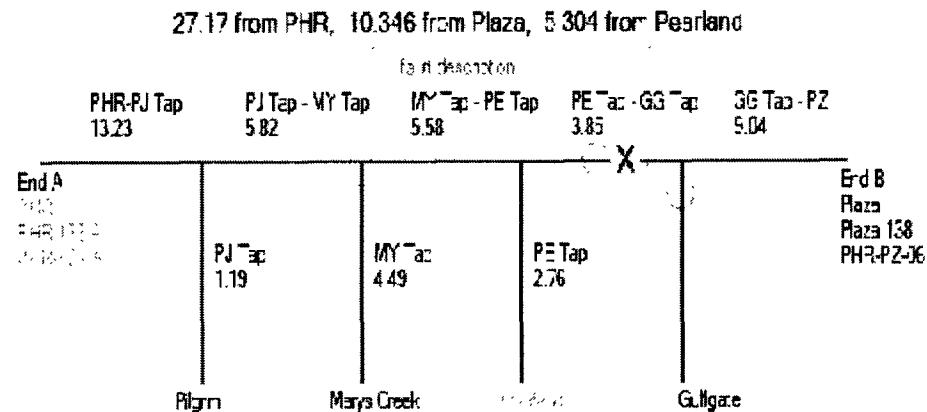 27.17 from PHR, 10.346 from Plaza, 5.304 from Pearland
PHR-PJ Tap
13.23
PJ Tap - MY Tap
5.82
MY Tap - PE Tap
5.58
PE Tap - GG Tap
3.85
GG Tap - PZ
9.04
X
End A
End B
Plaza
Plaza 138
PHR-PZ-06
PJ Tap
1.19
MY Tap
4.49
PE Tap
2.76
Pilgrim
Marys Creek
Gulfgate